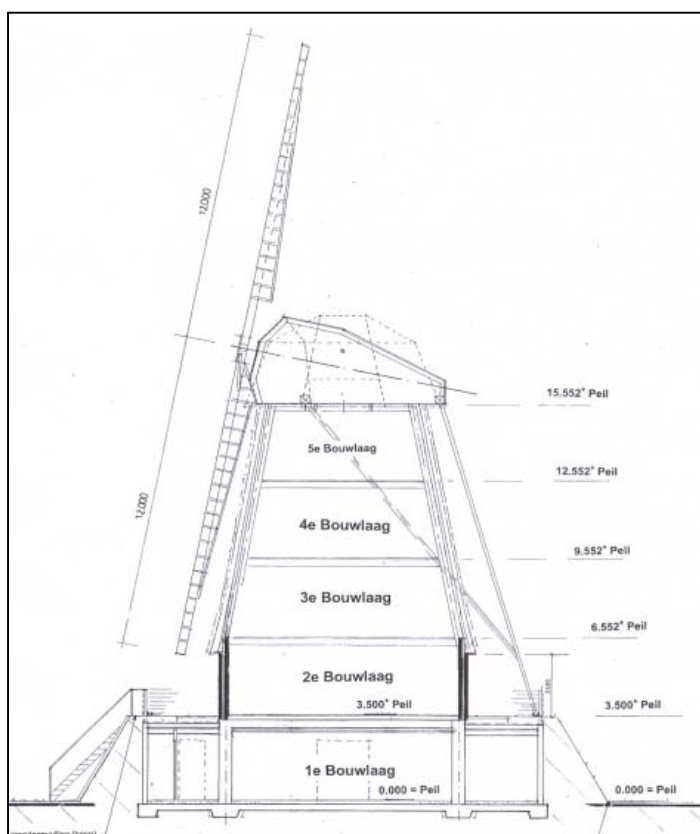 12.000
15.552⁺ Peil
5e Bouwlaag
12.552⁺ Peil
4e Bouwlaag
12.000
9.552⁺ Peil
3e Bouwlaag
6.552⁺ Peil
2e Bouwlaag
3.500⁺ Peil
3.500⁺ Peil
1e Bouwlaag
0.000 = Peil
0.000 = Peil